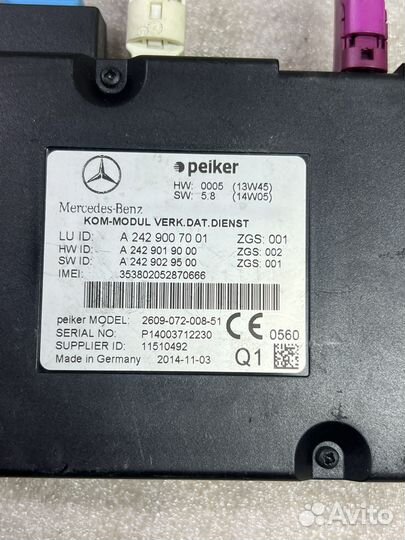 peiker
HW: 0005 (13W45)
SW: 5.8 (14W05)
Mercedes-Benz
KOM-MODUL VERK.DAT.DIENST
LU ID: A 242 900 70 01 ZGS: 001
HW ID: A 242 901 90 00 ZGS: 002
SW ID: A 242 902 95 00 ZGS: 001
IMEI: 353802052870666
peiker MODEL: 2609-072-008-51
SERIAL NO: P14003712230
CE 0560
SUPPLIER ID: 11510492
Made in Germany 2014-11-03 Q1
Avito